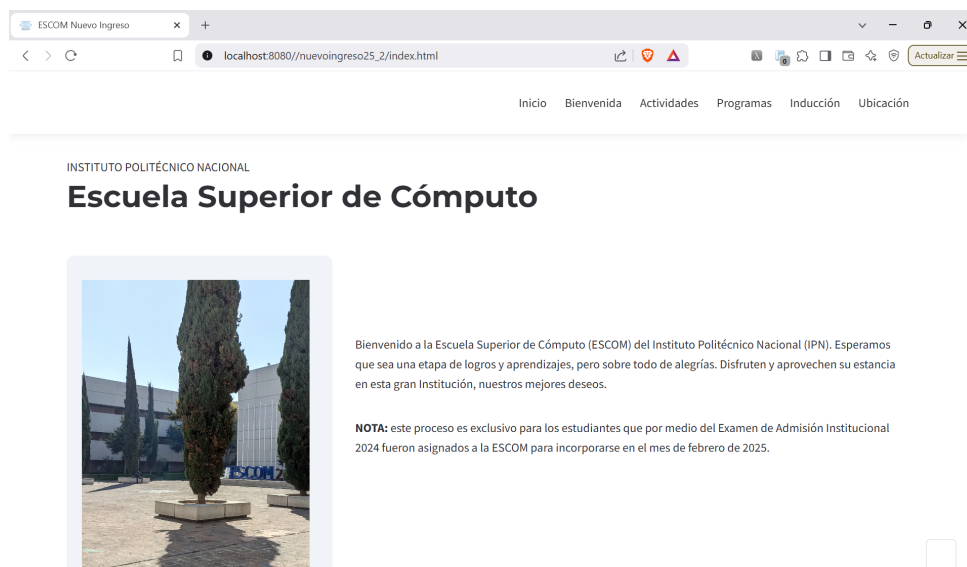 ESCOM Nuevo Ingreso
localhost:8080//nuevoingreso25_2/index.html
0
Actualizar
Inicio Bienvenida Actividades Programas Inducción Ubicación
INSTITUTO POLITÉCNICO NACIONAL
Escuela Superior de Cómputo
Bienvenido a la Escuela Superior de Cómputo (ESCOM) del Instituto Politécnico Nacional (IPN). Esperamos
que sea una etapa de logros y aprendizajes, pero sobre todo de alegrías. Disfruten y aprovechen su estancia
en esta gran Institución, nuestros mejores deseos.
NOTA: este proceso es exclusivo para los estudiantes que por medio del Examen de Admisión Institucional
2024 fueron asignados a la ESCOM para incorporarse en el mes de febrero de 2025.
ESCOM